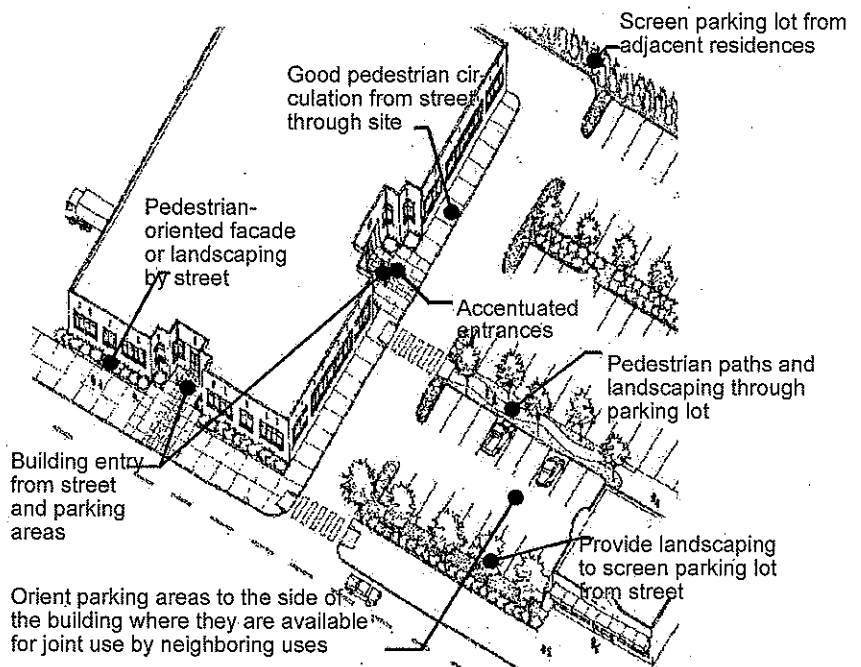 Screen parking lot from
adjacent residences
Good pedestrian cir-
culation from street
through site
Pedestrian-
oriented facade
or landscaping
by street
Accentuated
entrances
Pedestrian paths and
landscaping through
parking lot
Building entry
from street
and parking
areas
Provide landscaping
to screen parking lot
from street
Orient parking areas to the side of
the building where they are available
for joint use by neighboring uses